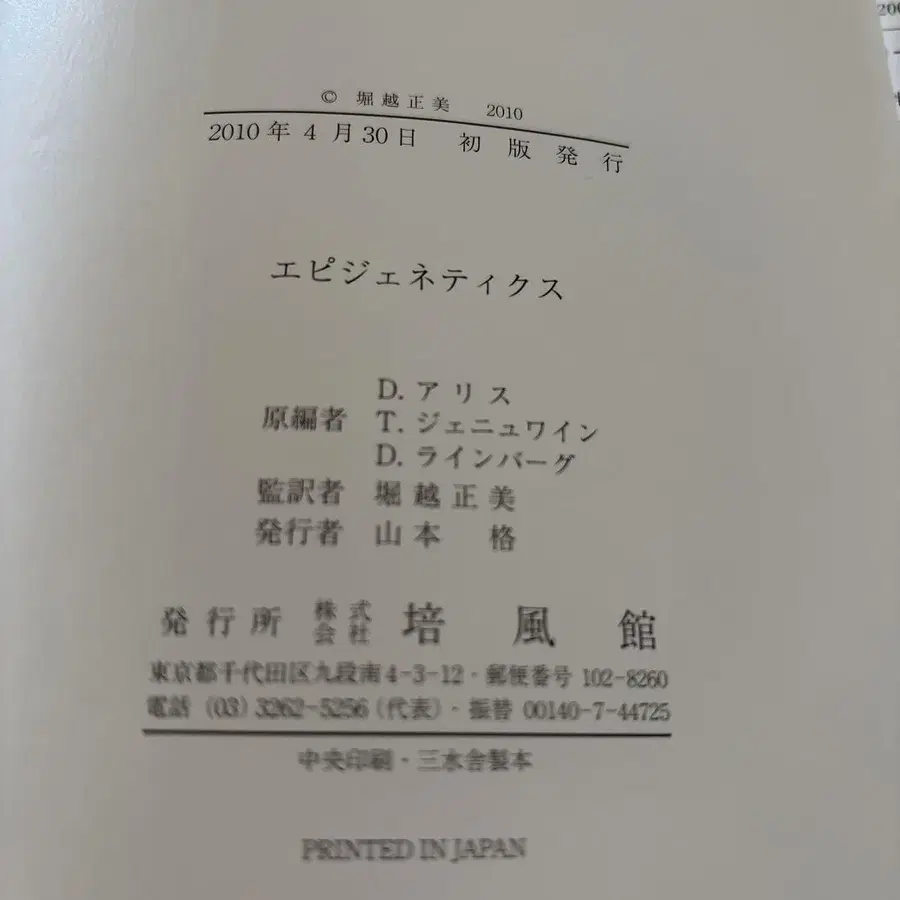 © 堀越正美 2010
2010年4月30日 初版発行
エピジェネティクス
D. アリス
原編者 T. ジェニュワイン
D. ラインバーグ
監訳者 堀越正美
発行者 山本 格
発行所 株式会社 培風館
東京都千代田区九段南4-3-12・郵便番号 102-8260
電話 (03) 3262-5256 (代表)・振替 00140-7-44725
中央印刷・三水舎製本
PRINTED IN JAPAN